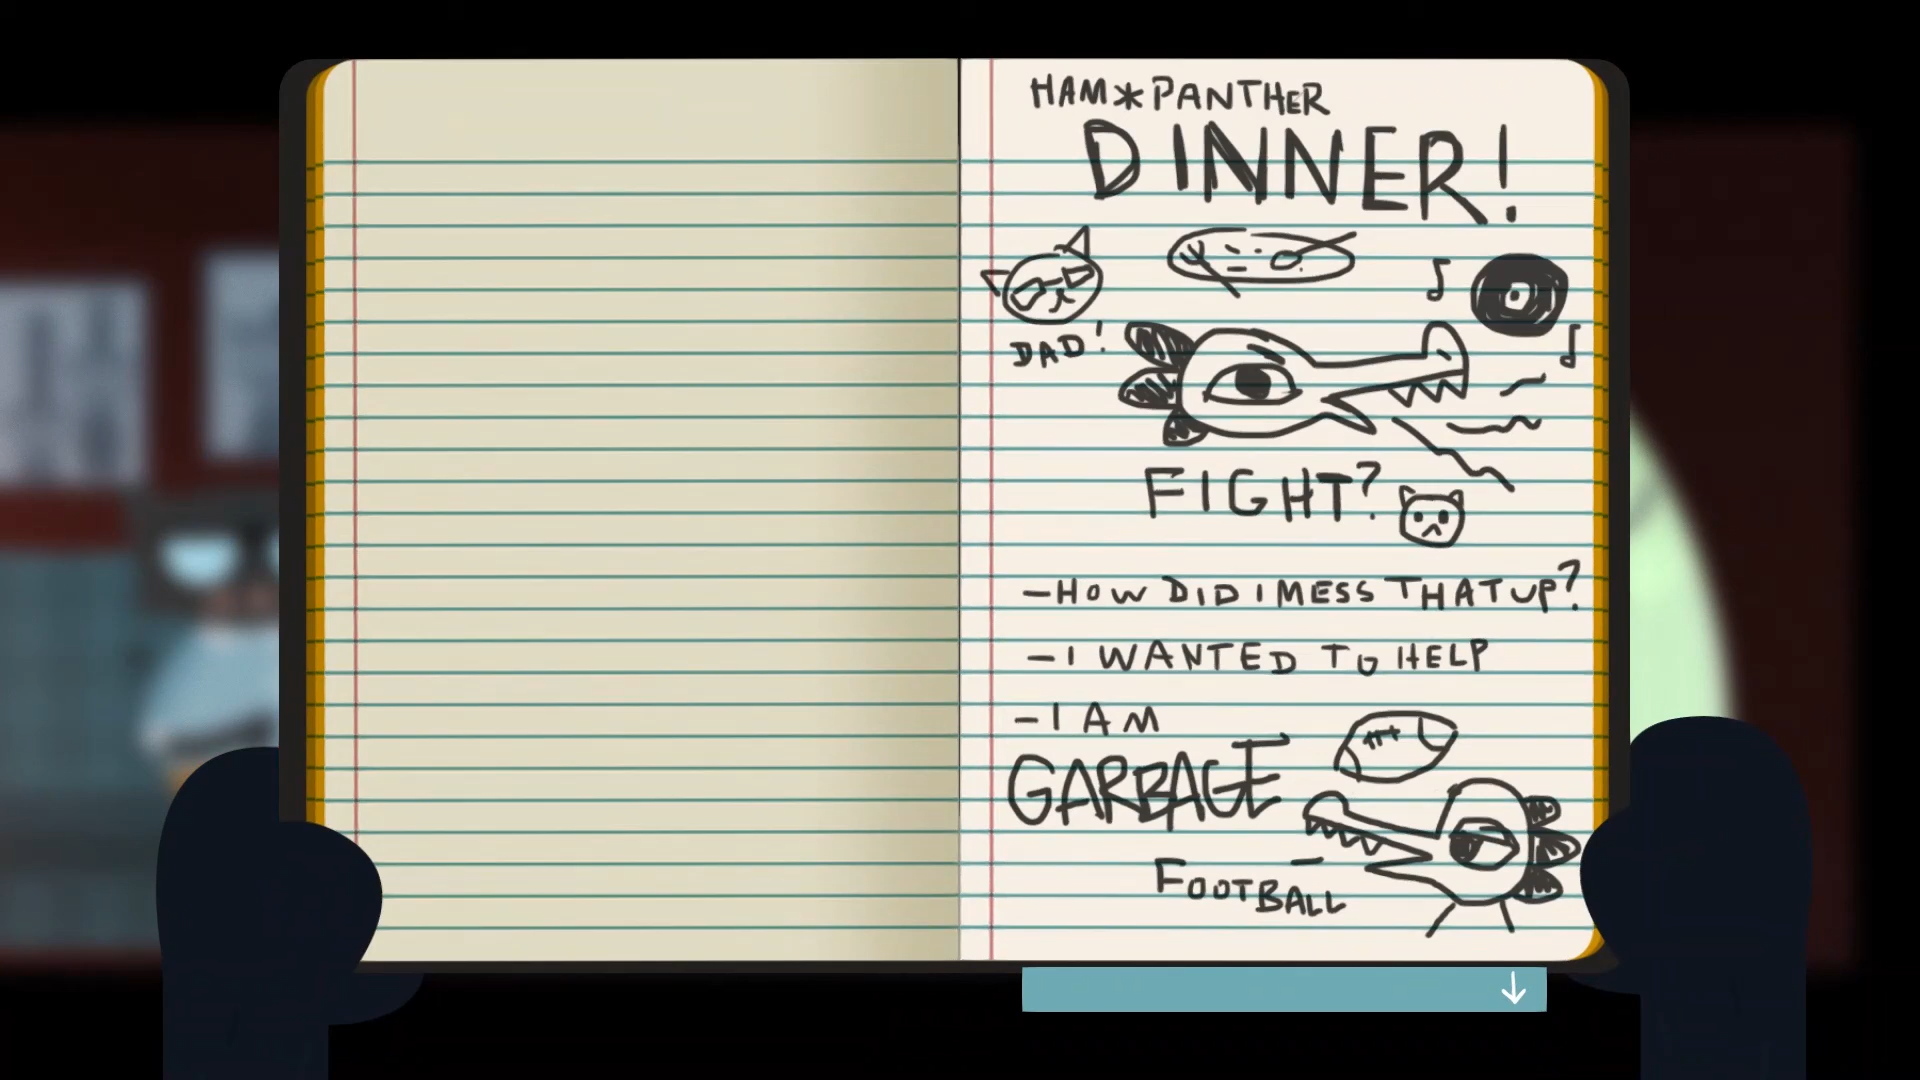 HAM*PANTHER
DINNER!
DAD!
FIGHT?
-HOW DID I MESS THAT UP?
-I WANTED TO HELP
-I AM
GARBAGE
FOOTBALL